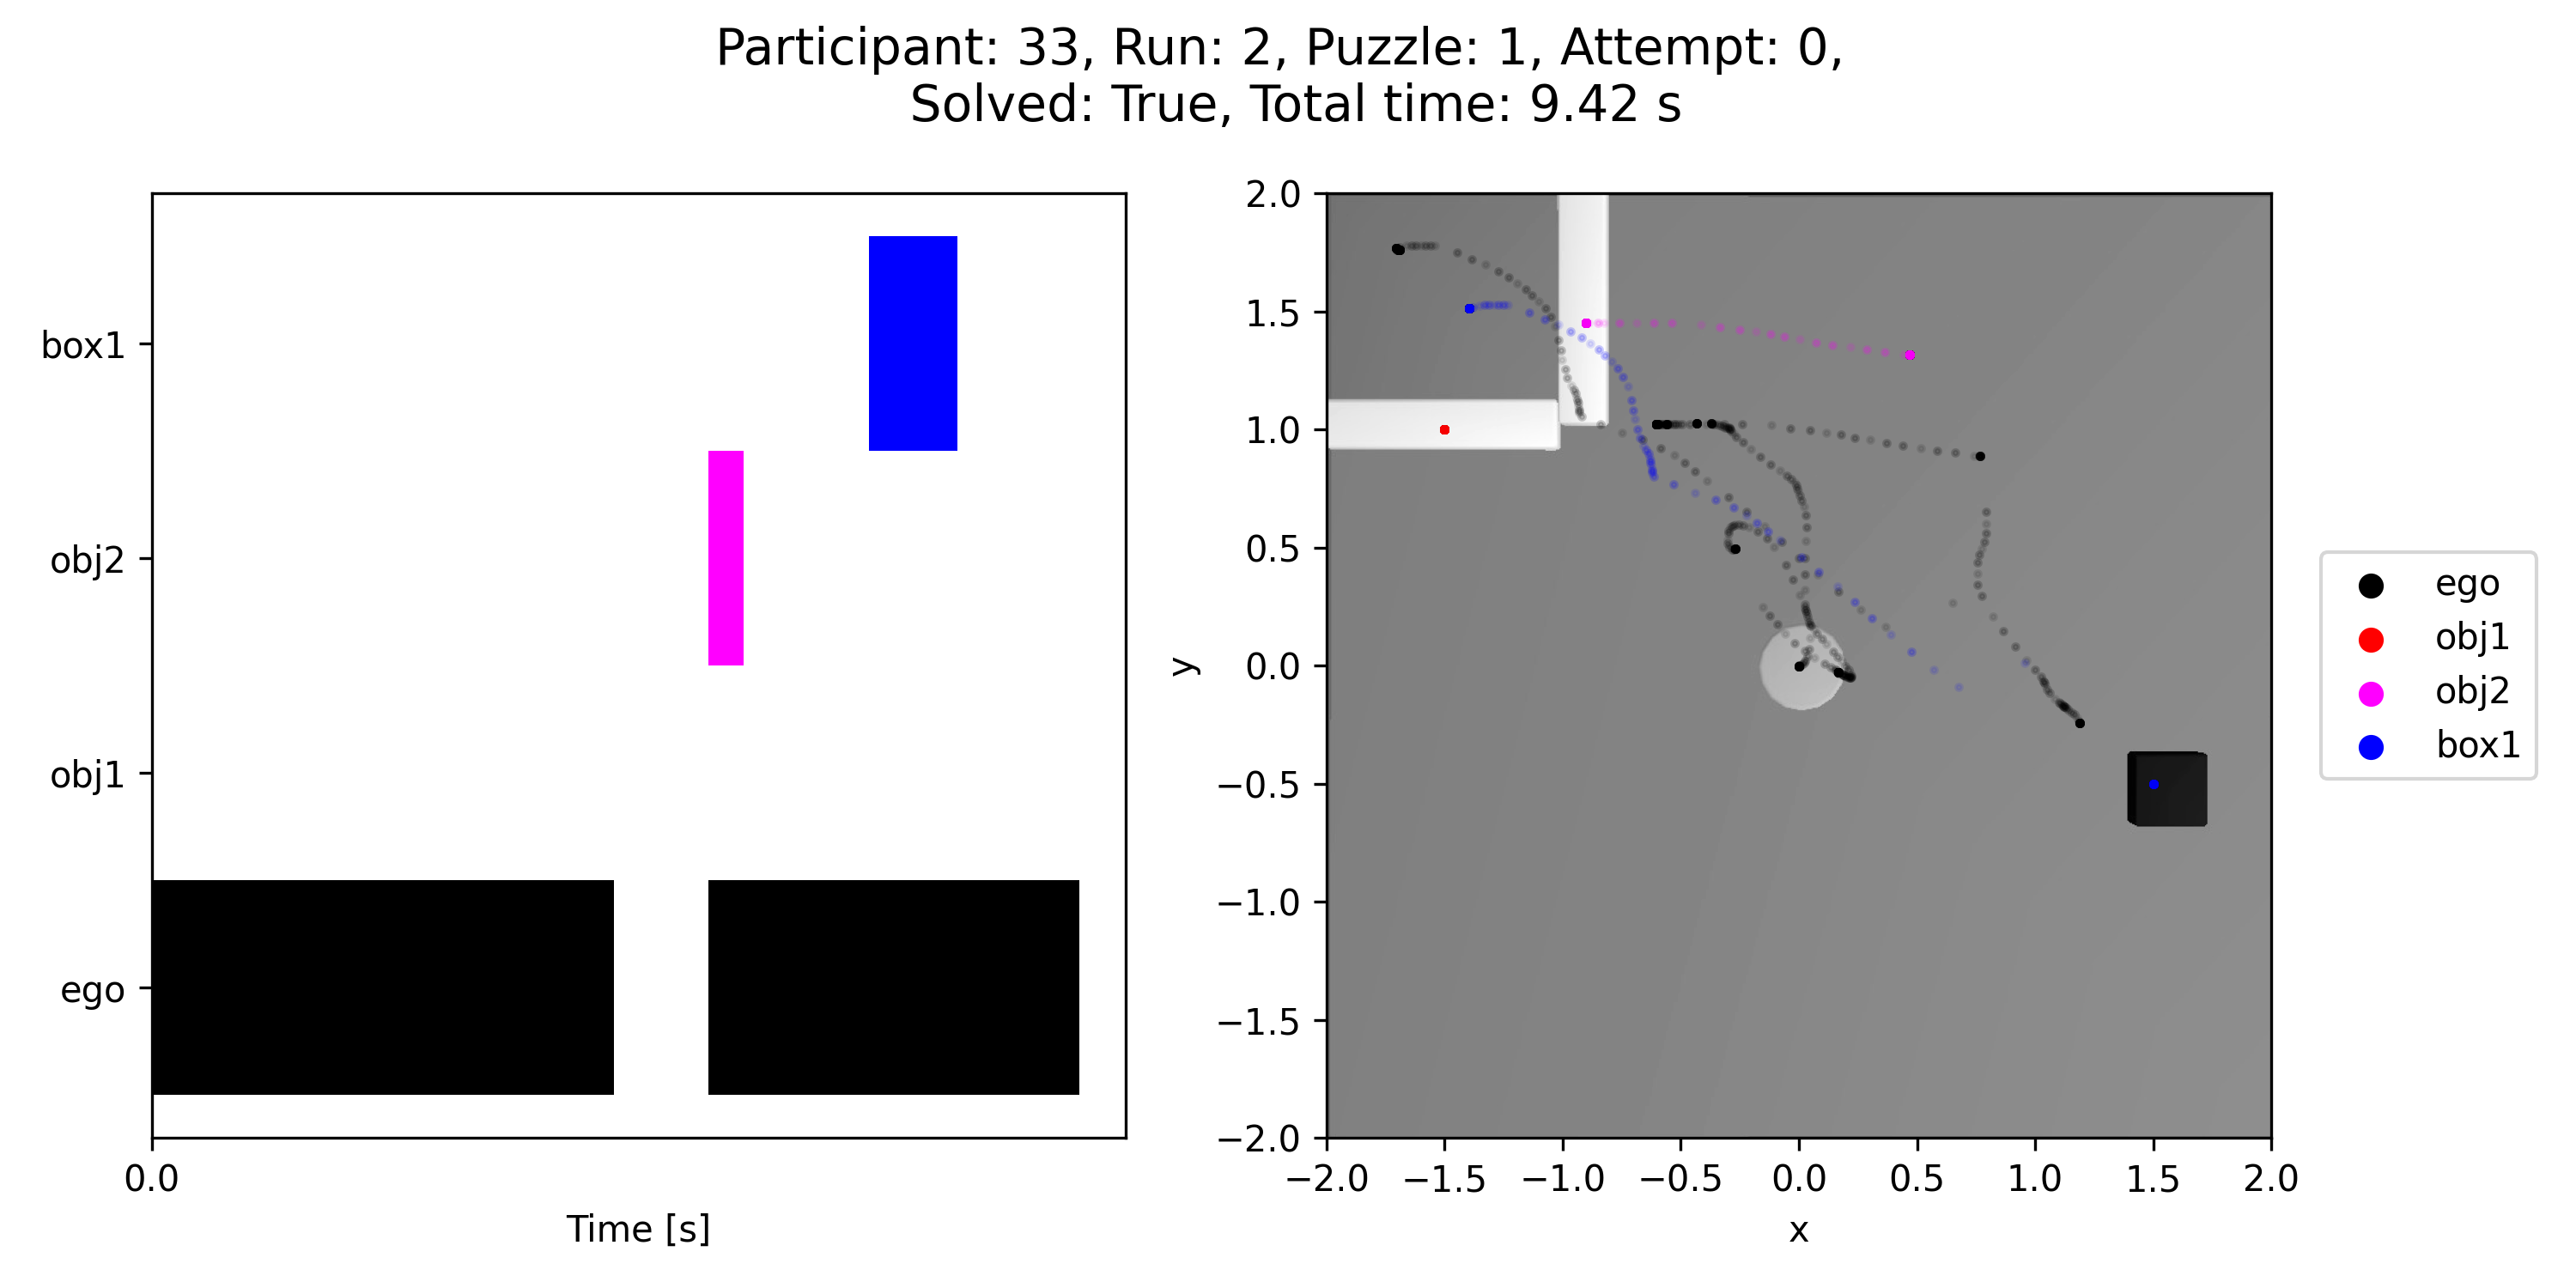 Participant: 33, Run: 2, Puzzle: 1, Attempt: 0,
Solved: True, Total time: 9.42 s
box1
obj2
obj1
ego
0.0
Time [s]
2.0
1.5
1.0
0.5
0.0
−0.5
−1.0
−1.5
−2.0
y
−2.0 −1.5 −1.0 −0.5 0.0 0.5 1.0 1.5 2.0
x
ego
obj1
obj2
box1